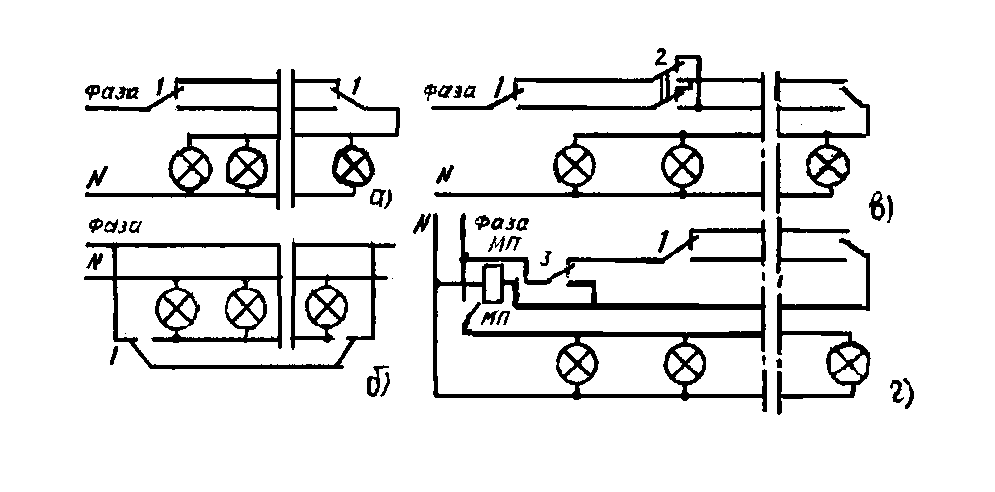 Фаза 1 1
N
а)
Фаза
N
1
б)
Фаза 1 2
N
в)
N Фаза
МП 3 1
МП
г)